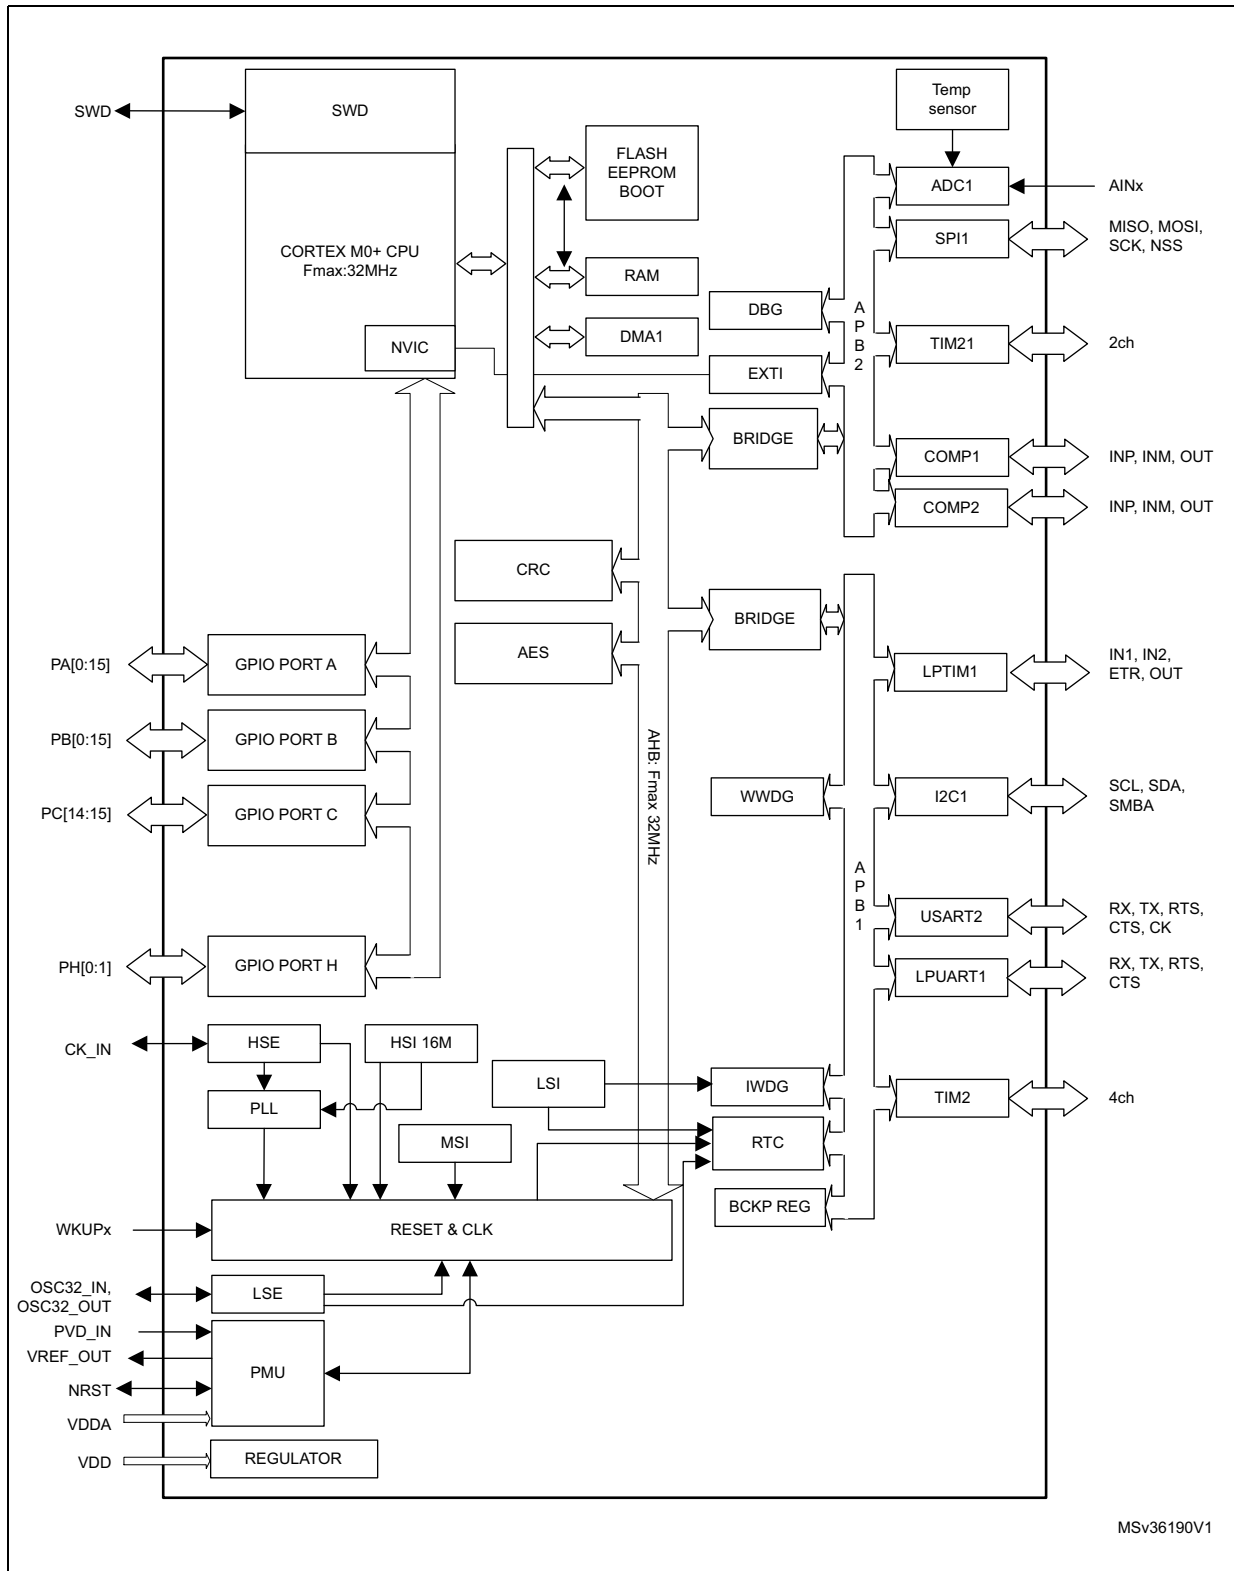 SWD
SWD
Temp
sensor
FLASH
EEPROM
BOOT
ADC1
AINx
CORTEX M0+ CPU
Fmax:32MHz
SPI1
MISO, MOSI,
SCK, NSS
RAM
DBG
APB2
NVIC
DMA1
TIM21
2ch
EXTI
BRIDGE
COMP1
INP, INM, OUT
COMP2
INP, INM, OUT
CRC
BRIDGE
AES
PA[0:15]
GPIO PORT A
LPTIM1
IN1, IN2,
ETR, OUT
PB[0:15]
GPIO PORT B
AHB: Fmax 32MHz
WWDG
I2C1
SCL, SDA,
SMBA
PC[14:15]
GPIO PORT C
APB1
USART2
RX, TX, RTS,
CTS, CK
PH[0:1]
GPIO PORT H
LPUART1
RX, TX, RTS,
CTS
CK_IN
HSE
HSI 16M
LSI
IWDG
PLL
TIM2
4ch
MSI
RTC
BCKP REG
WKUPx
RESET & CLK
OSC32_IN,
OSC32_OUT
LSE
PVD_IN
VREF_OUT
PMU
NRST
VDDA
VDD
REGULATOR
MSv36190V1